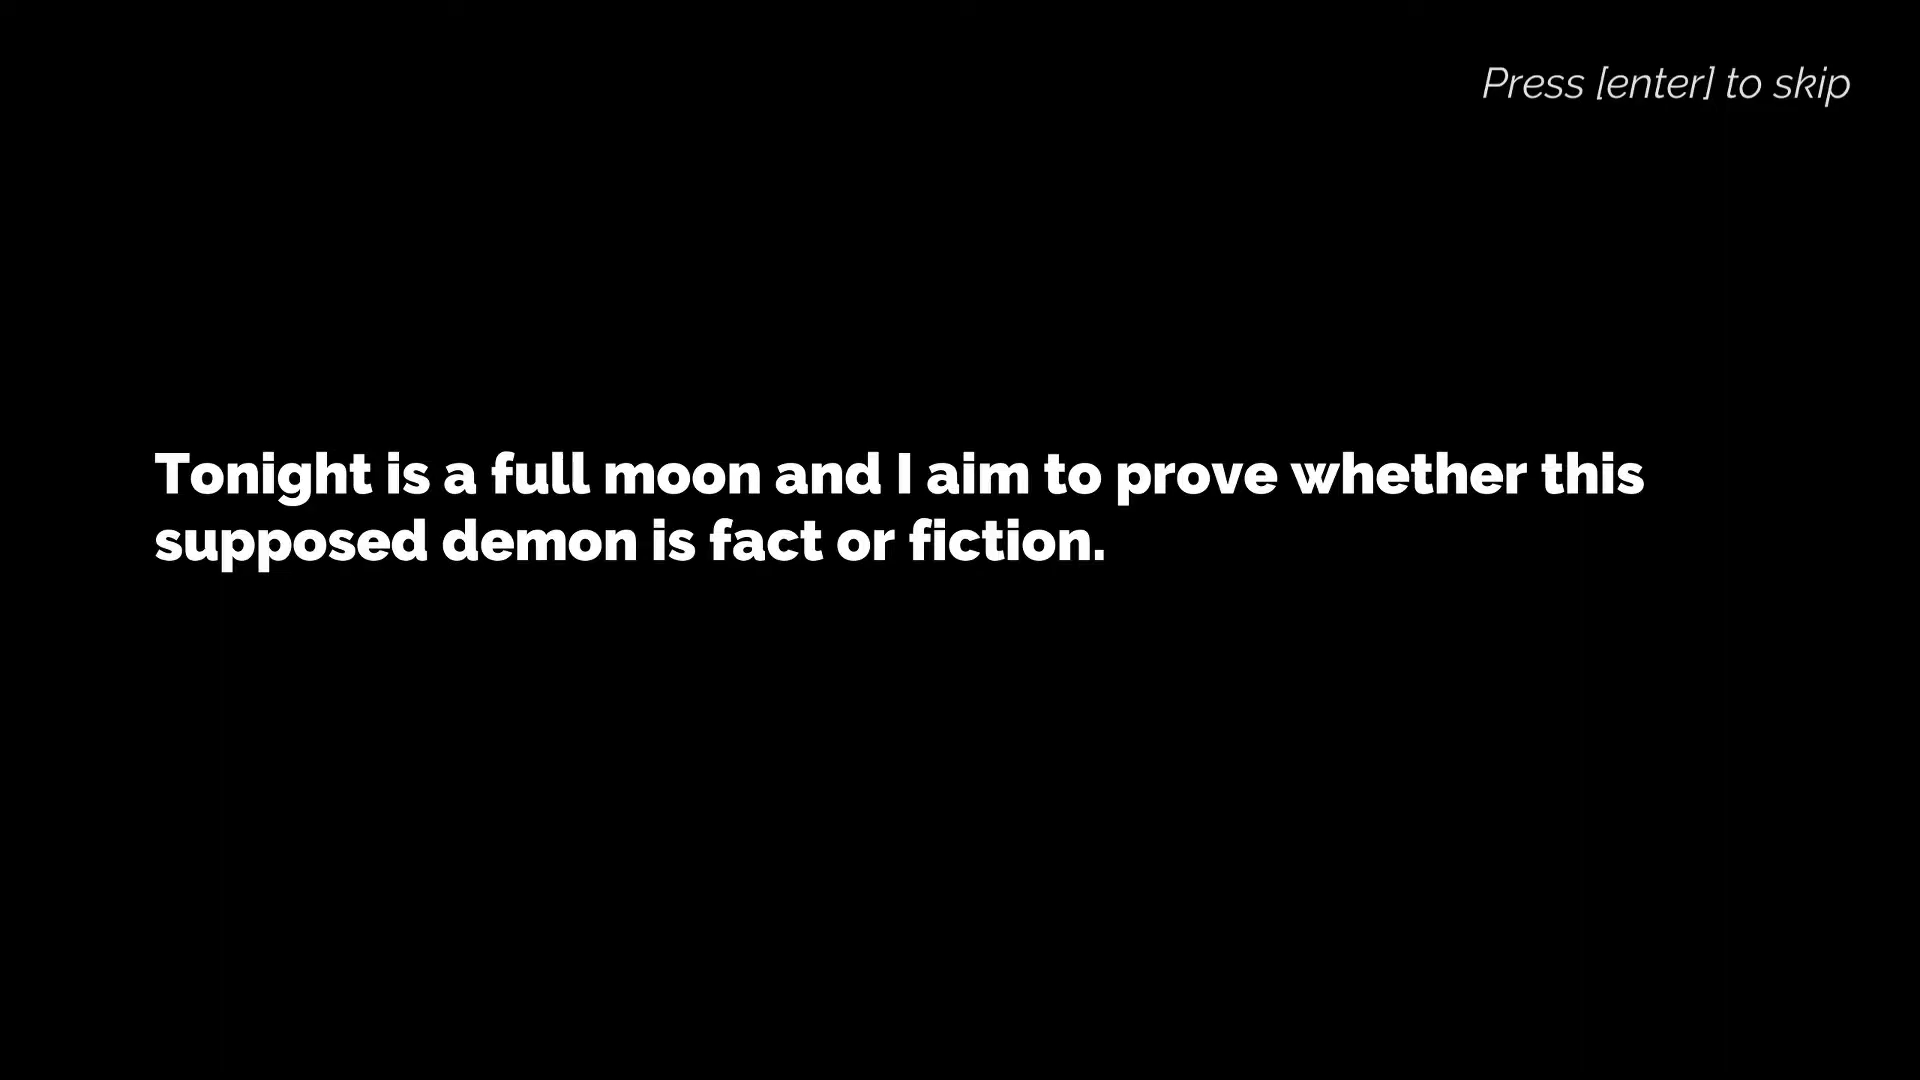 Press [enter] to skip
Tonight is a full moon and I aim to prove whether this
supposed demon is fact or fiction.